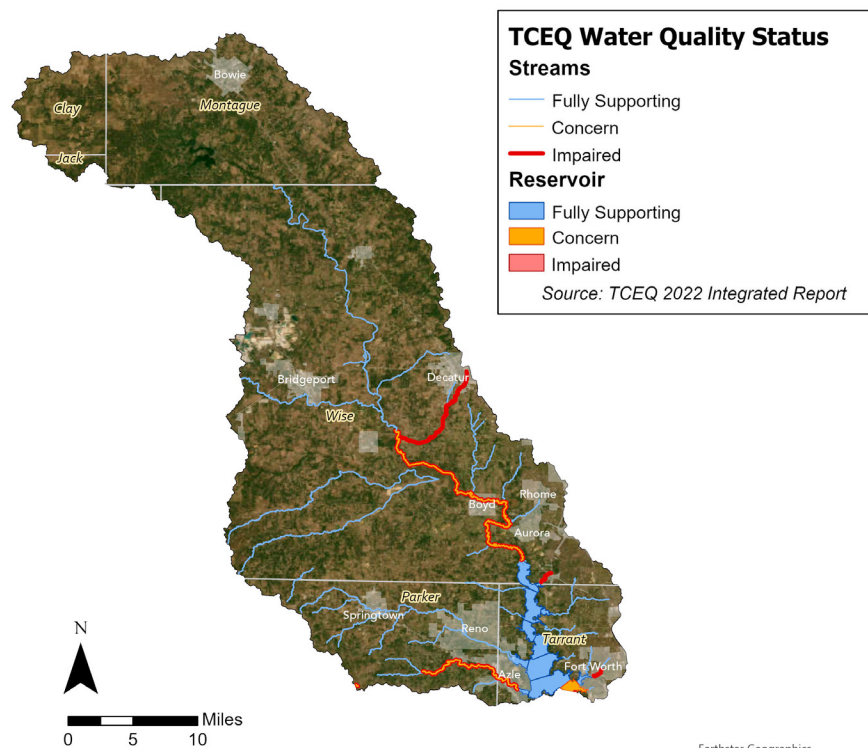 TCEQ Water Quality Status
Streams
Fully Supporting
Concern
Impaired
Reservoir
Fully Supporting
Concern
Impaired
Source: TCEQ 2022 Integrated Report
Bowie
Clay
Montague
Jack
Bridgeport
Decatur
Wise
Boyd
Rhome
Aurora
Parker
Springtown
Reno
Tarrant
Azle
Fort Worth
N
Miles
0 5 10
Earthstar Geographics